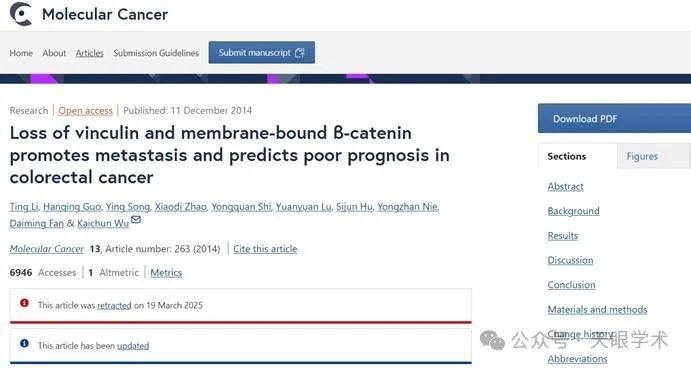 Molecular Cancer
Home About Articles Submission Guidelines Submit manuscript
Research Open access Published: 11 December 2014
Loss of vinculin and membrane-bound ß-catenin
promotes metastasis and predicts poor prognosis in
colorectal cancer
Ting Li, Hanqing Guo, Ying Song, Xiaodi Zhao, Yongquan Shi, Yuanyuan Lu, Sijun Hu, Yongzhan Nie,
Daiming Fan & Kaichun Wu
Molecular Cancer 13, Article number: 263 (2014) Cite this article
6946 Accesses 1 Altmetric Metrics
This article was retracted on 19 March 2025
This article has been updated
Download PDF
Sections Figures
Abstract
Background
Results
Discussion
Conclusion
Materials and methods
Change history
Abbreviations
公众号·天眼学术